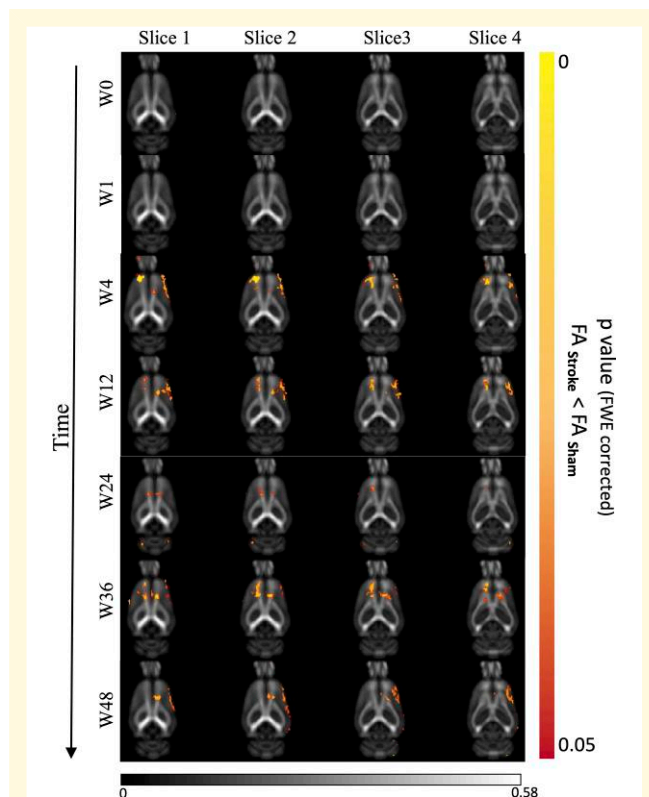 Slice 1 Slice 2 Slice3 Slice 4
W0
W1
W4
W12
W24
W36
W48
Time
0
p value (FWE corrected)
FA Stroke < FA Sham
0.05
0 0.58